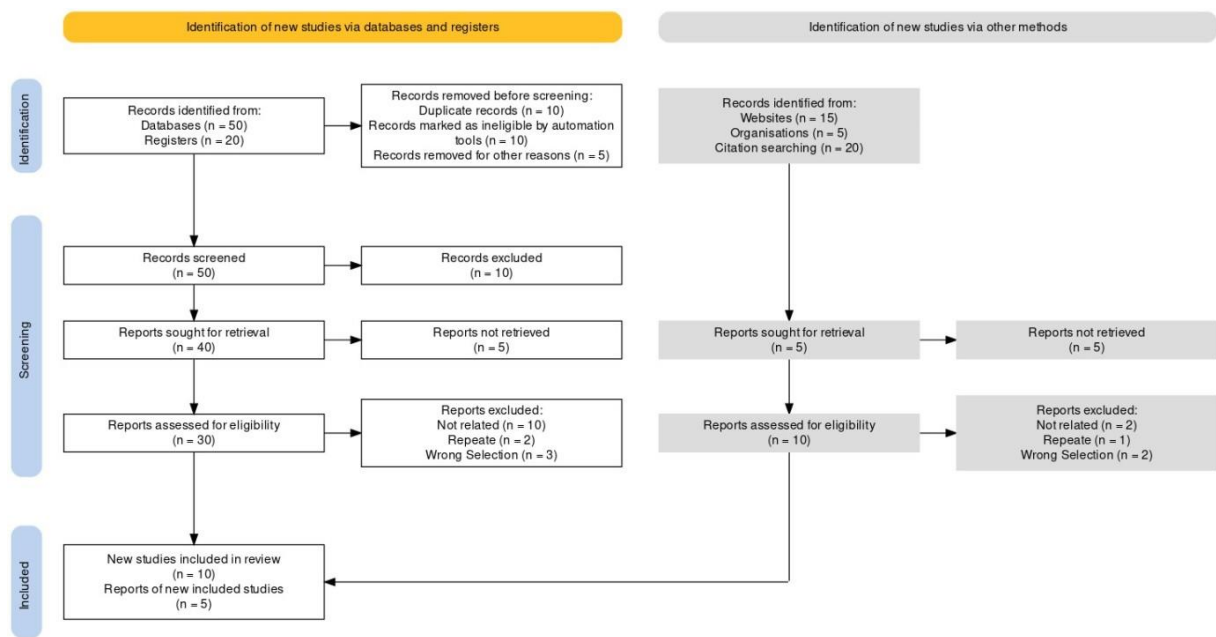 Identification of new studies via databases and registers
Identification of new studies via other methods
Identification
Records identified from:
Databases (n = 50)
Registers (n = 20)
Records removed before screening:
Duplicate records (n = 10)
Records marked as ineligible by automation
tools (n = 10)
Records removed for other reasons (n = 5)
Records identified from:
Websites (n = 15)
Organisations (n = 5)
Citation searching (n = 20)
Screening
Records screened
(n = 50)
Records excluded
(n = 10)
Reports sought for retrieval
(n = 40)
Reports not retrieved
(n = 5)
Reports sought for retrieval
(n = 5)
Reports not retrieved
(n = 5)
Reports assessed for eligibility
(n = 30)
Reports excluded:
Not related (n = 10)
Repeate (n = 2)
Wrong Selection (n = 3)
Reports assessed for eligibility
(n = 10)
Reports excluded:
Not related (n = 2)
Repeate (n = 1)
Wrong Selection (n = 2)
Included
New studies included in review
(n = 10)
Reports of new included studies
(n = 5)